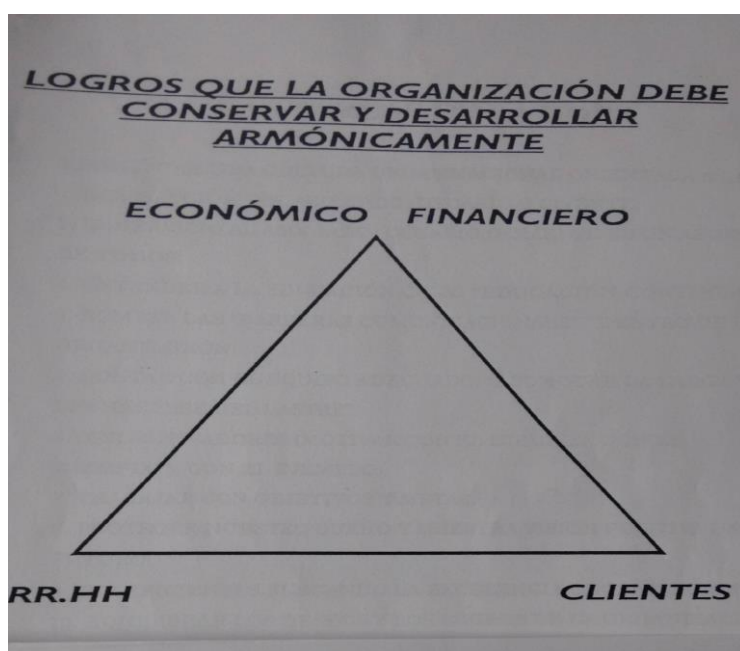 LOGROS QUE LA ORGANIZACIÓN DEBE
CONSERVAR Y DESARROLLAR
ARMÓNICAMENTE
ECONÓMICO FINANCIERO
RR.HH
CLIENTES